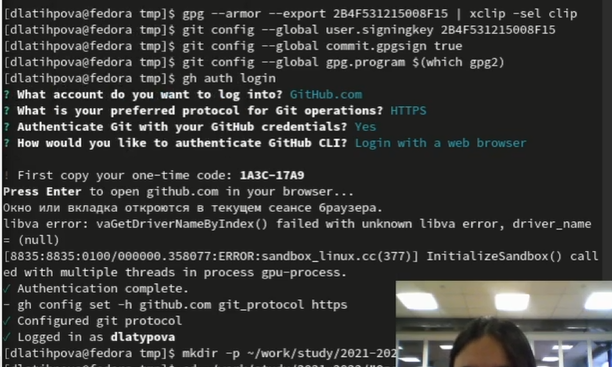 [dlatihpova@fedora tmp]$ gpg --armor --export 2B4F531215008F15 | xclip -sel clip
[dlatihpova@fedora tmp]$ git config --global user.signingkey 2B4F531215008F15
[dlatihpova@fedora tmp]$ git config --global commit.gpgsign true
[dlatihpova@fedora tmp]$ git config --global gpg.program $(which gpg2)
[dlatihpova@fedora tmp]$ gh auth login
? What account do you want to log into? GitHub.com
? What is your preferred protocol for Git operations? HTTPS
? Authenticate Git with your GitHub credentials? Yes
? How would you like to authenticate GitHub CLI? Login with a web browser
! First copy your one-time code: 1A3C-17A9
Press Enter to open github.com in your browser...
Окно или вкладка откроются в текущем сеансе браузера.
libva error: vaGetDriverNameByIndex() failed with unknown libva error, driver_name
= (null)
[8835:8835:0100/000000.358077:ERROR:sandbox_linux.cc(377)] InitializeSandbox() call
ed with multiple threads in process gpu-process.
✓ Authentication complete.
- gh config set -h github.com git_protocol https
✓ Configured git protocol
✓ Logged in as dlatypova
[dlatihpova@fedora tmp]$ mkdir -p ~/work/study/2021-202